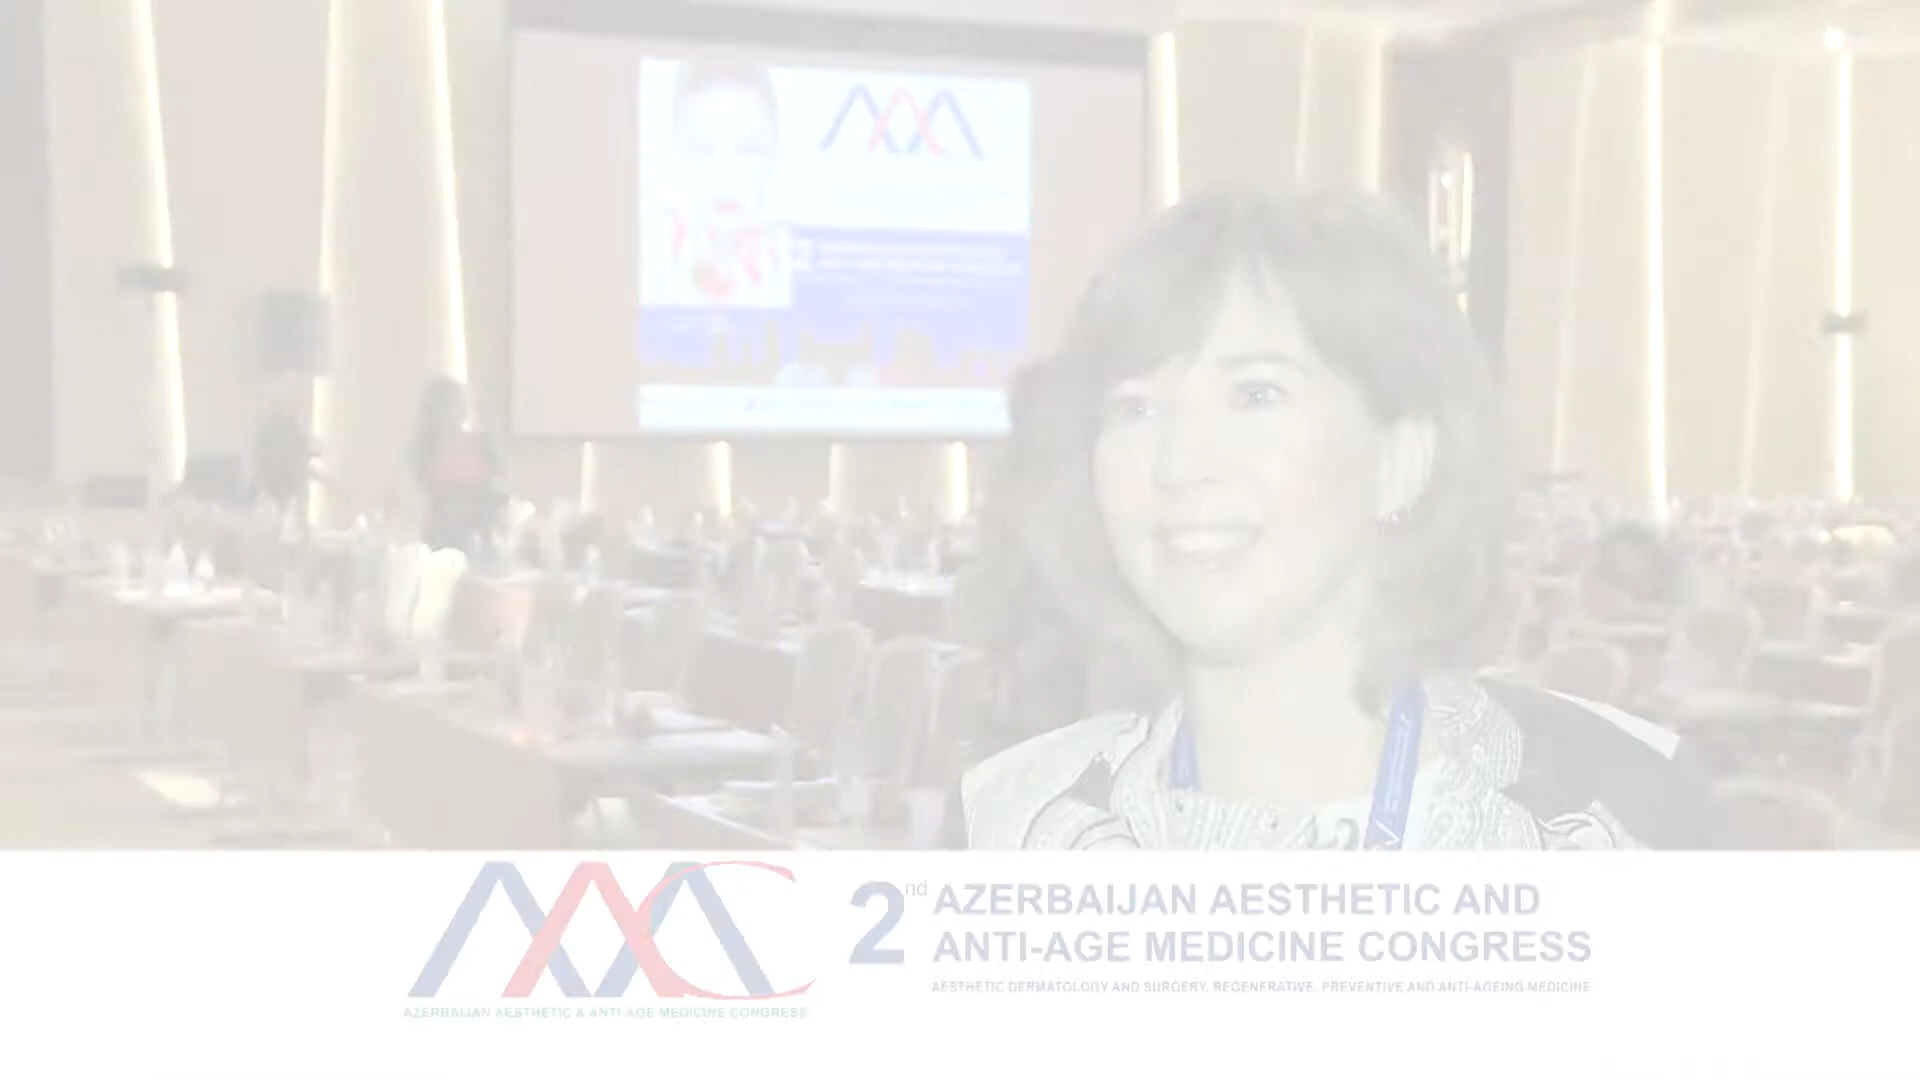 2nd AZERBAIJAN AESTHETIC AND
ANTI-AGE MEDICINE CONGRESS
AESTHETIC DERMATOLOGY AND SURGERY, REGENERATIVE, PREVENTIVE AND ANTI-AGEING MEDICINE
AZERBAIJAN AESTHETIC & ANTI-AGE MEDICINE CONGRESS